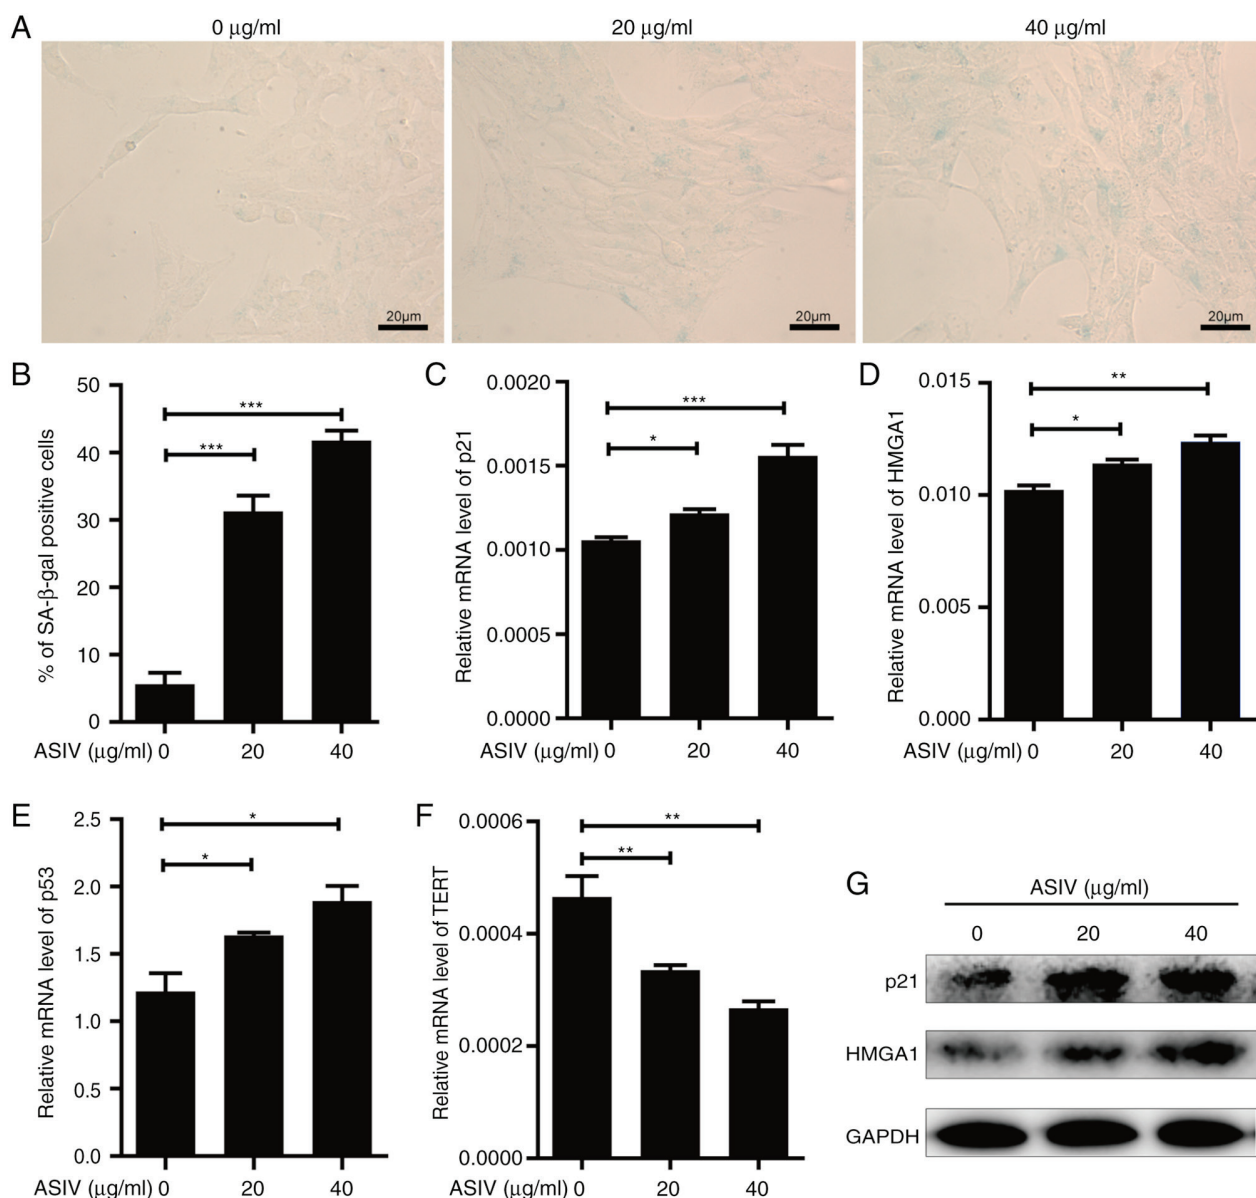 A
0 μg/ml
20 μg/ml
40 μg/ml
20μm
20μm
20μm
B
% of SA-β-gal positive cells
50
40
30
20
10
0
***
***
ASIV (μg/ml) 0 20 40
C
Relative mRNA level of p21
0.0020
0.0015
0.0010
0.0005
0.0000
***
*
ASIV (μg/ml) 0 20 40
D
Relative mRNA level of HMGA1
0.015
0.010
0.005
0.000
**
*
ASIV (μg/ml) 0 20 40
E
Relative mRNA level of p53
2.5
2.0
1.5
1.0
0.5
0.0
*
*
ASIV (μg/ml) 0 20 40
F
Relative mRNA level of TERT
0.0006
0.0004
0.0002
0.0000
**
**
ASIV (μg/ml) 0 20 40
G
ASIV (μg/ml)
0 20 40
p21
HMGA1
GAPDH